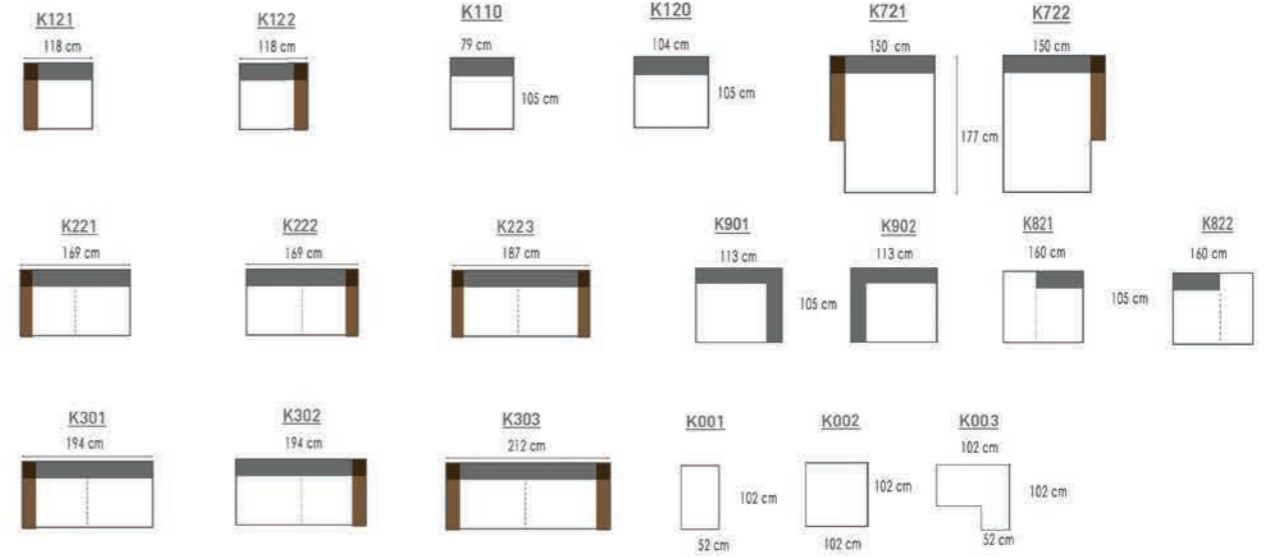 K121
118 cm
K122
118 cm
K110
79 cm
105 cm
K120
104 cm
105 cm
K721
150 cm
177 cm
K722
150 cm
K221
169 cm
K222
169 cm
K223
187 cm
K901
113 cm
105 cm
K902
113 cm
K821
160 cm
105 cm
K822
160 cm
K301
194 cm
K302
194 cm
K303
212 cm
K001
102 cm
52 cm
K002
102 cm
102 cm
K003
102 cm
102 cm
52 cm